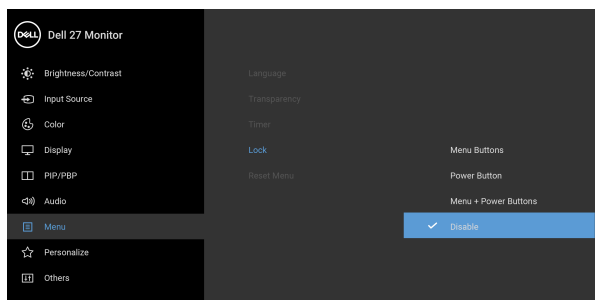 DELL
Dell 27 Monitor
Brightness/Contrast
Input Source
Color
Display
PIP/PBP
Audio
Menu
Personalize
Others
Language
Transparency
Timer
Lock
Reset Menu
Menu Buttons
Power Button
Menu + Power Buttons
Disable